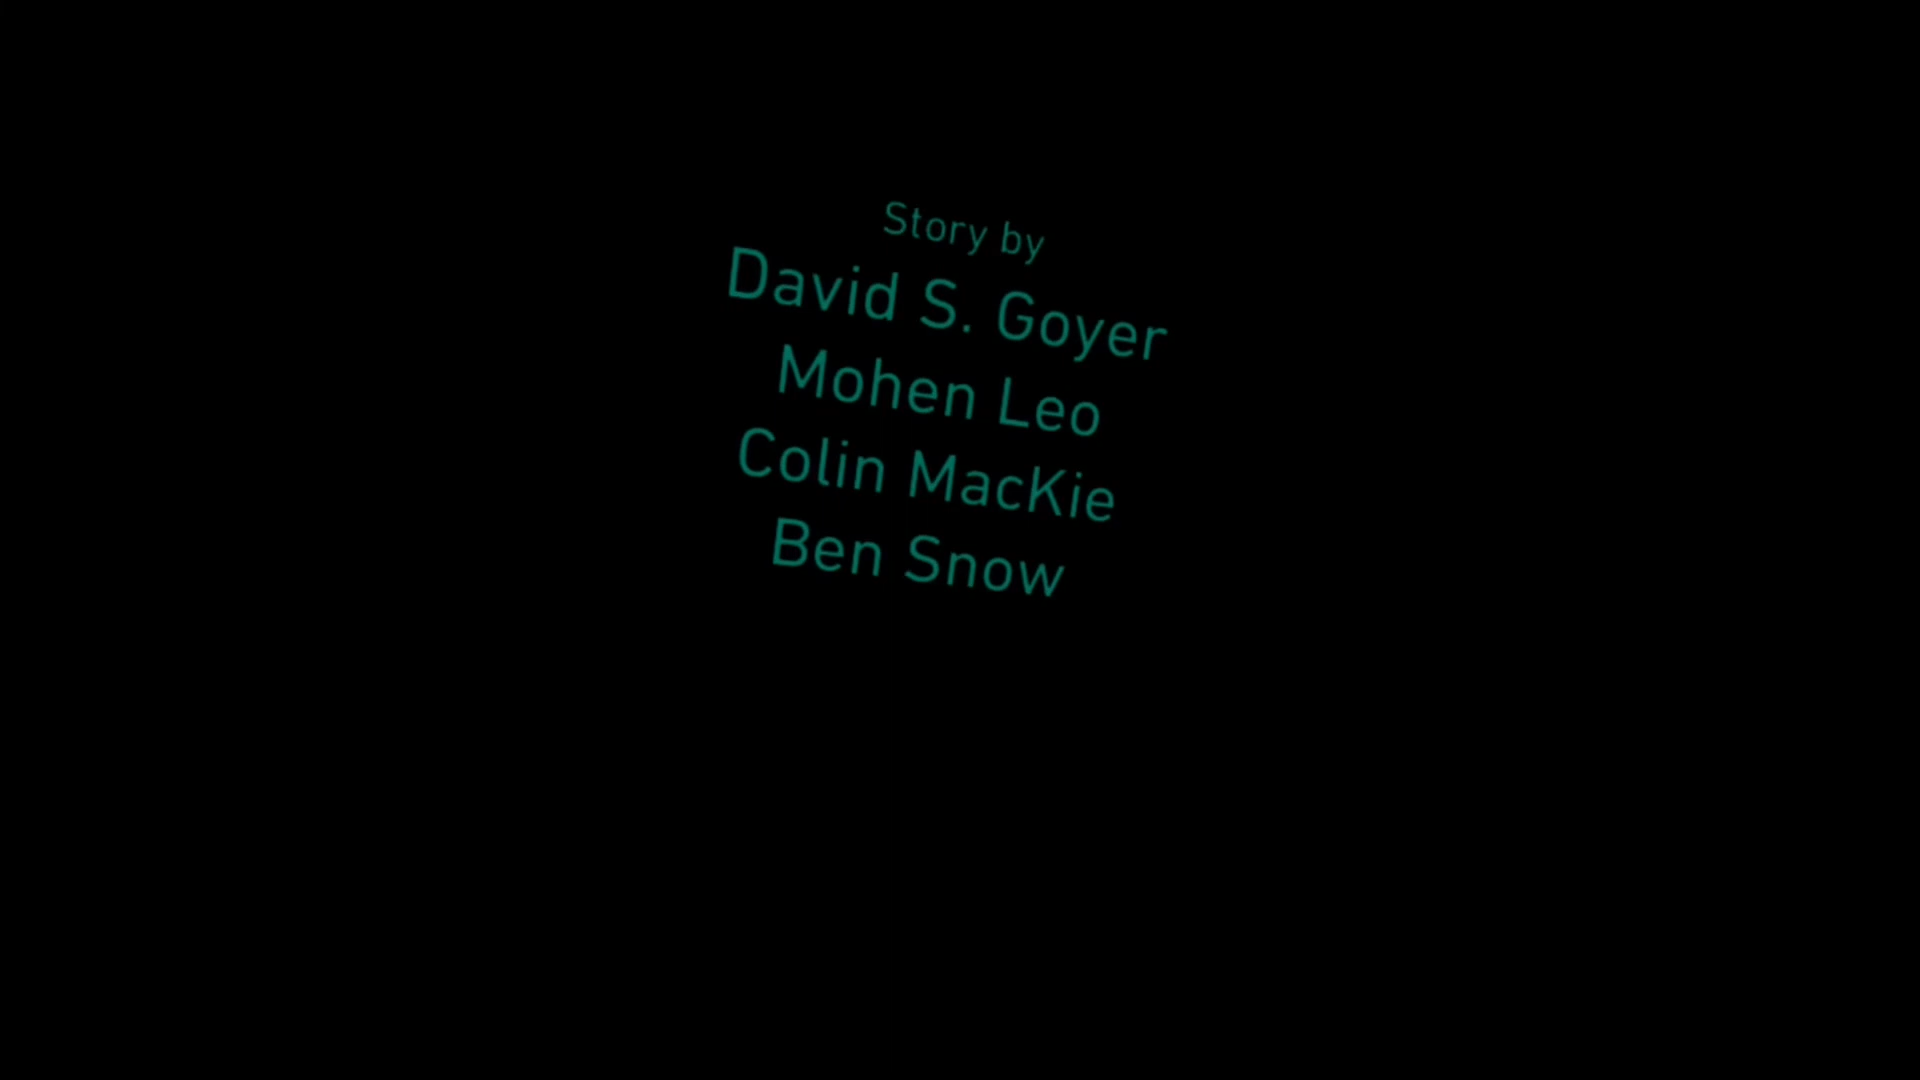 Story by
David S. Goyer
Mohen Leo
Colin MacKie
Ben Snow